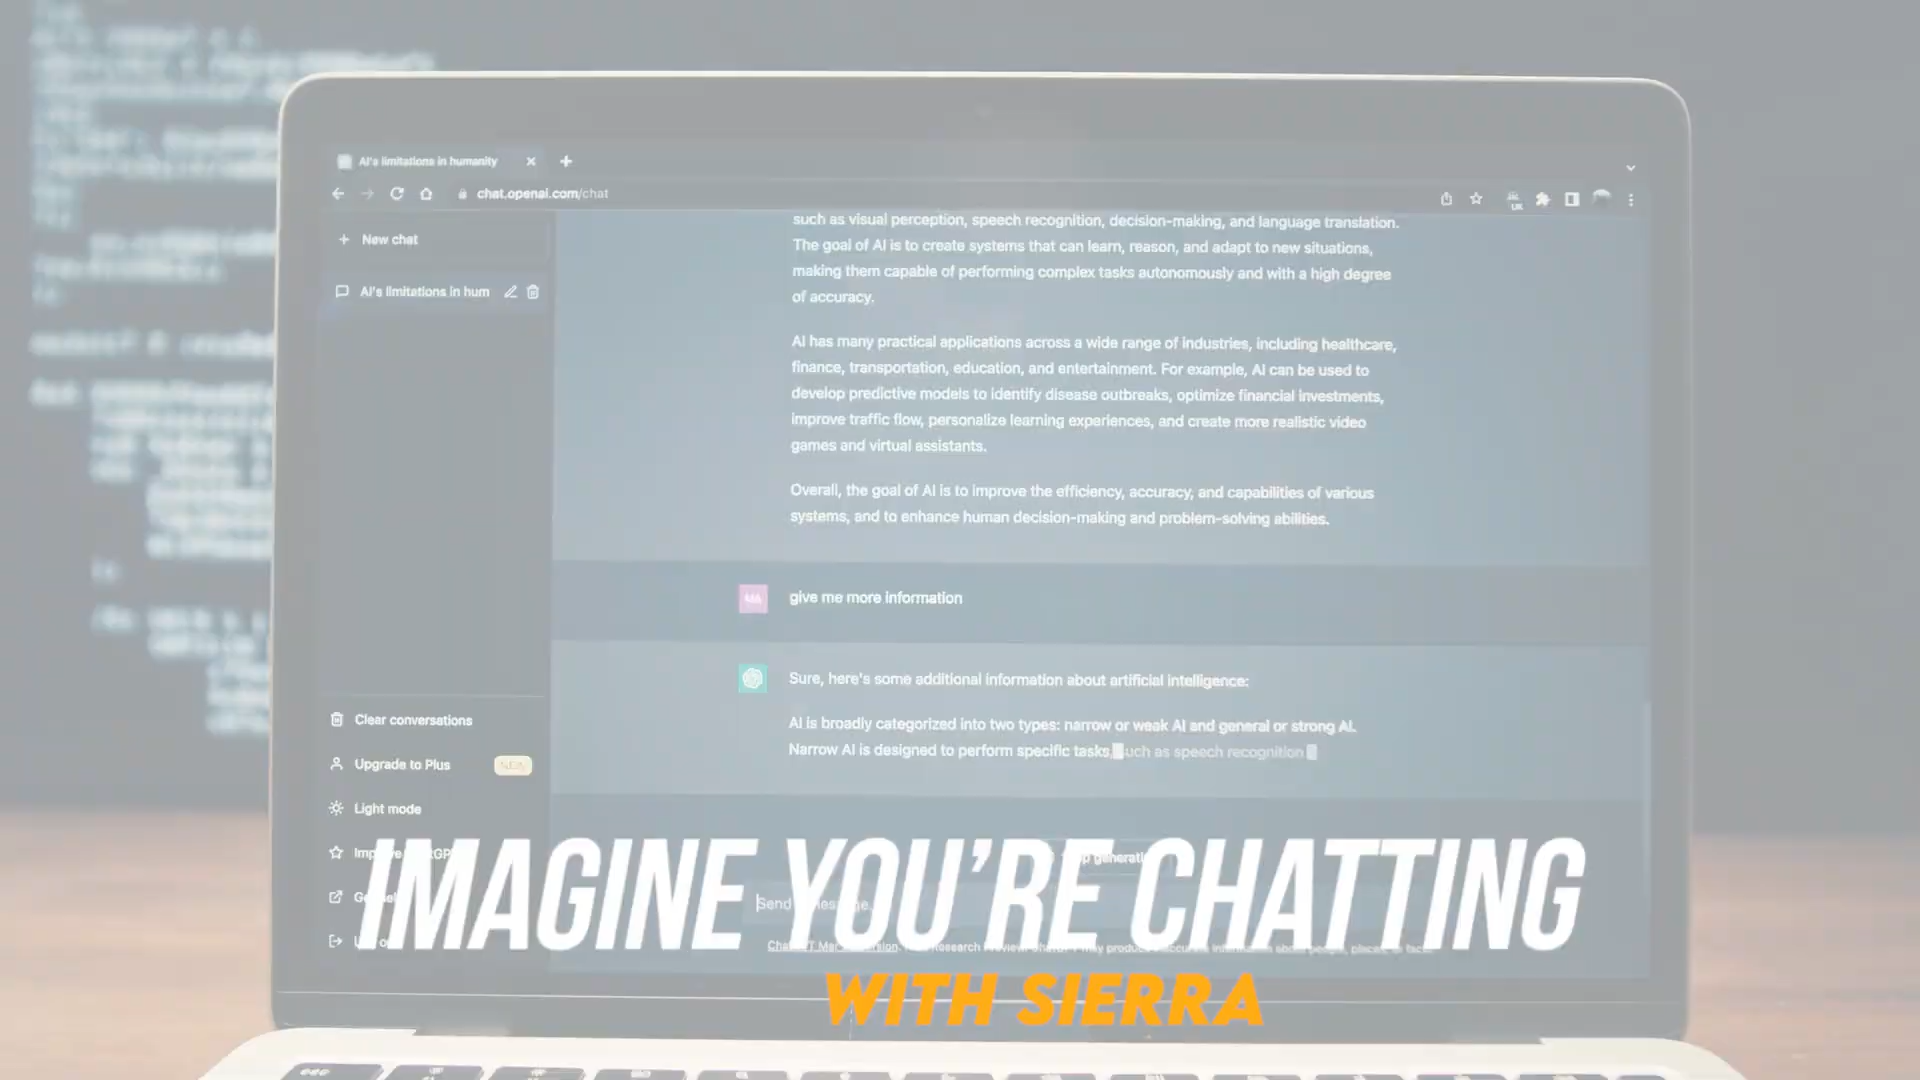 AI's limitations in humanity
chat.openai.com/chat
New chat
AI's limitations in hum
such as visual perception, speech recognition, decision-making, and language translation.
The goal of AI is to create systems that can learn, reason, and adapt to new situations,
making them capable of performing complex tasks autonomously and with a high degree
of accuracy.
AI has many practical applications across a wide range of industries, including healthcare,
finance, transportation, education, and entertainment. For example, AI can be used to
develop predictive models to identify disease outbreaks, optimize financial investments,
improve traffic flow, personalize learning experiences, and create more realistic video
games and virtual assistants.
Overall, the goal of AI is to improve the efficiency, accuracy, and capabilities of various
systems, and to enhance human decision-making and problem-solving abilities.
MA
give me more information
Sure, here's some additional information about artificial intelligence:
AI is broadly categorized into two types: narrow or weak AI and general or strong AI.
Narrow AI is designed to perform specific tasks, such as speech recognition
Clear conversations
Upgrade to Plus NEW
Light mode
Send
IMAGINE YOU'RE CHATTING
WITH SIERRA
esc